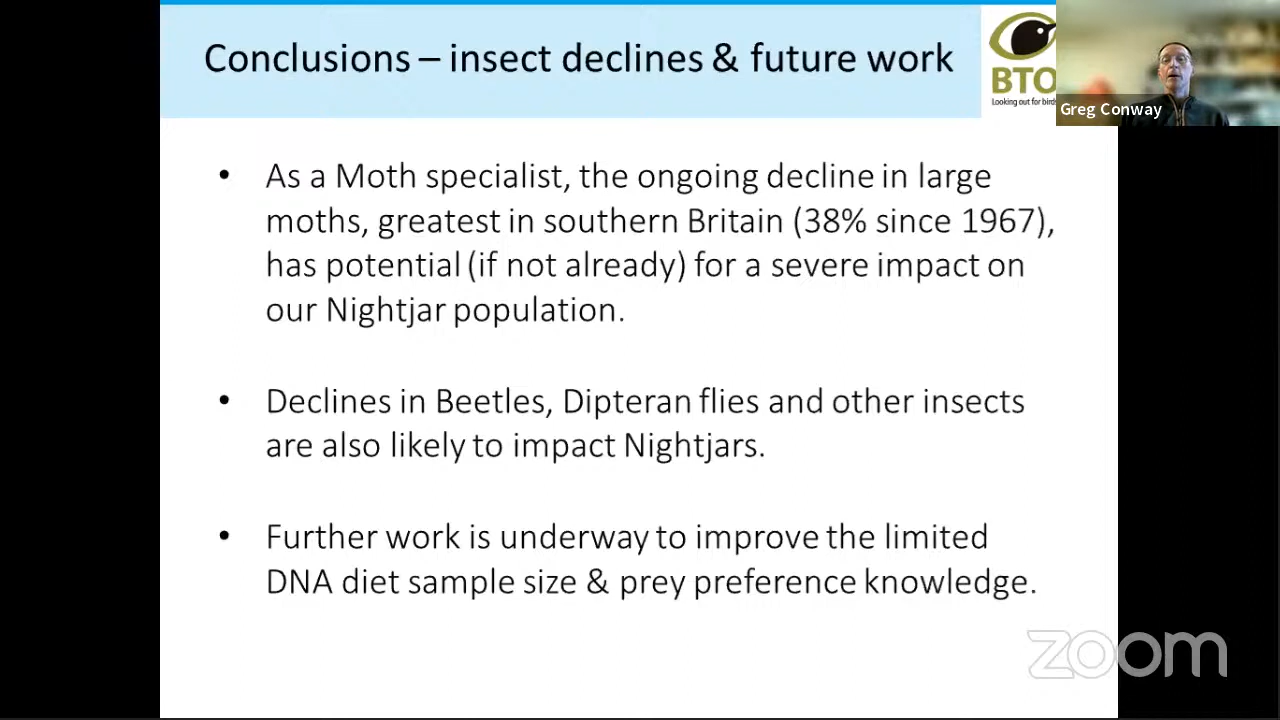 Conclusions – insect declines & future work
BTO
Looking out for birds
Greg Conway
• As a Moth specialist, the ongoing decline in large
moths, greatest in southern Britain (38% since 1967),
has potential (if not already) for a severe impact on
our Nightjar population.
• Declines in Beetles, Dipteran flies and other insects
are also likely to impact Nightjars.
• Further work is underway to improve the limited
DNA diet sample size & prey preference knowledge.
zoom